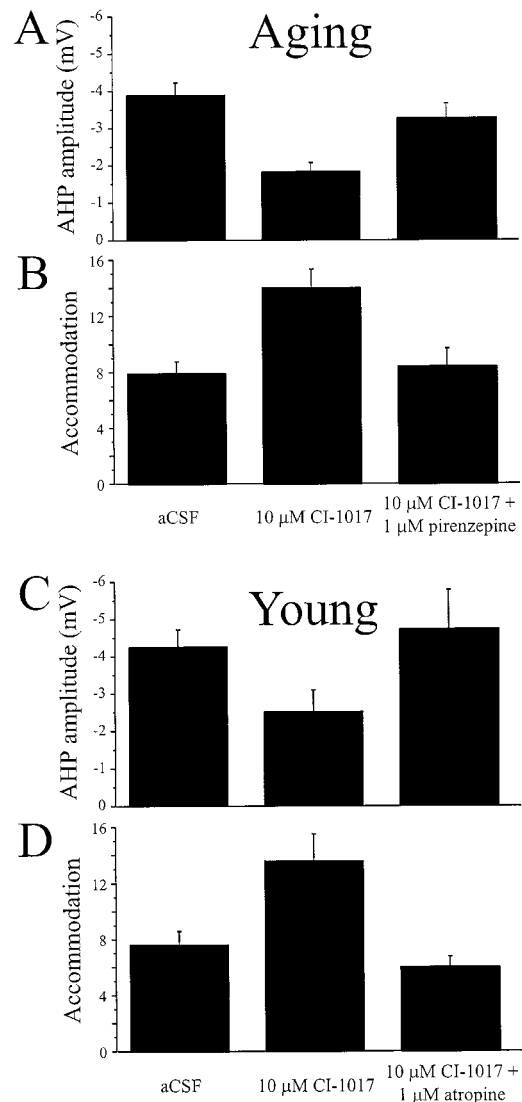 A
Aging
AHP amplitude (mV)
-6
-5
-4
-3
-2
-1
0
B
Accommodation
16
12
8
4
0
aCSF
10 μM CI-1017
10 μM CI-1017 +
1 μM pirenzepine
C
Young
AHP amplitude (mV)
-6
-5
-4
-3
-2
-1
0
D
Accommodation
16
12
8
4
0
aCSF
10 μM CI-1017
10 μM CI-1017 +
1 μM atropine